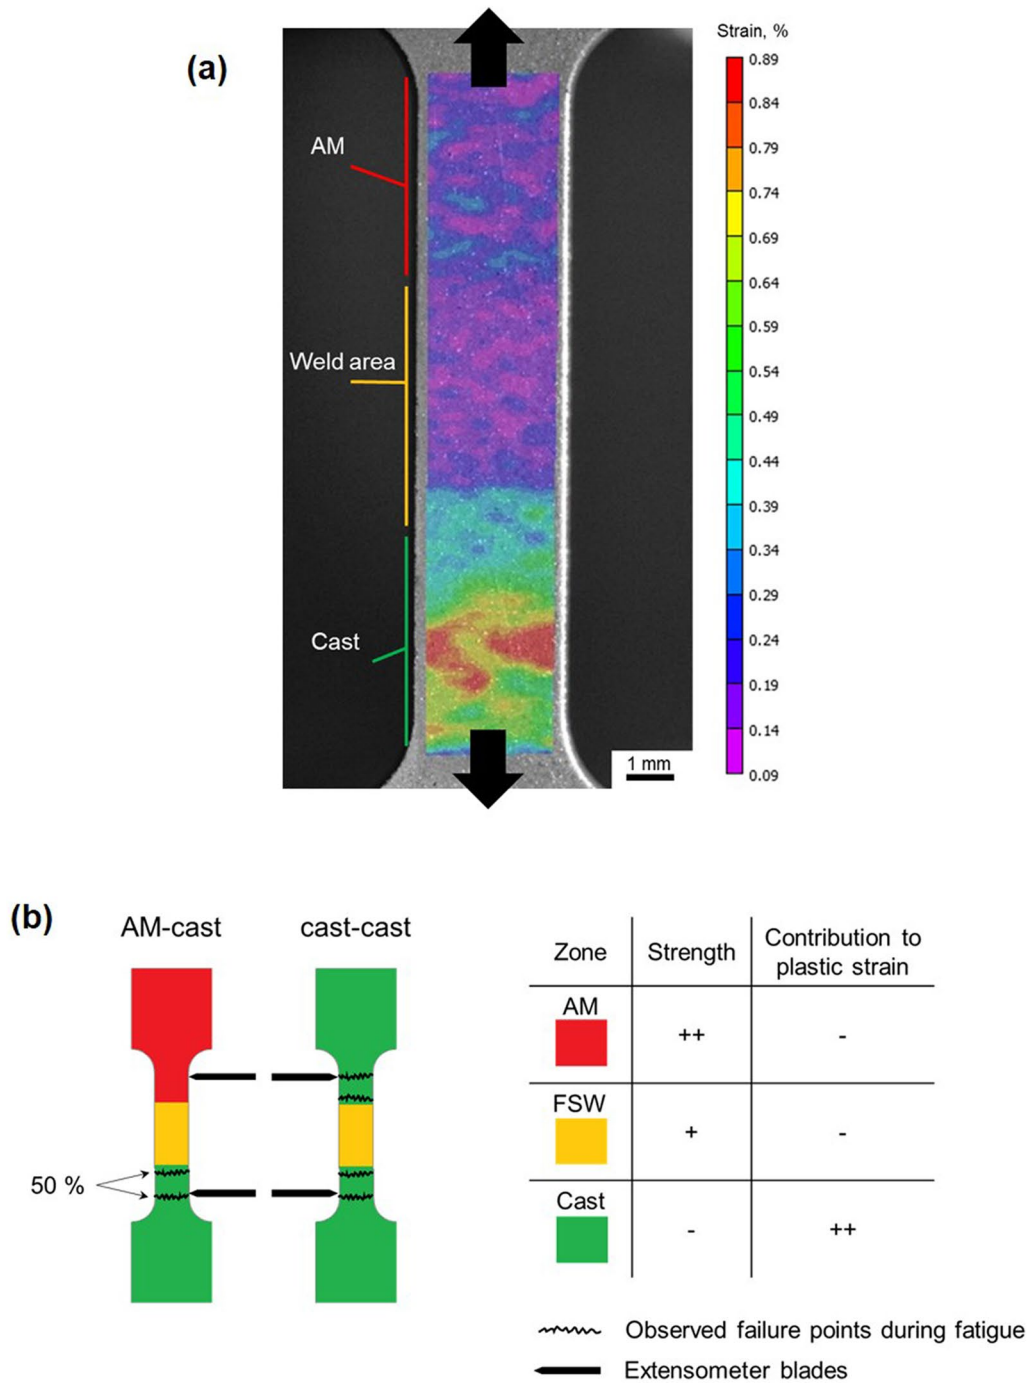 (a)
Strain, %
AM
Weld area
Cast
0.89
0.84
0.79
0.74
0.69
0.64
0.59
0.54
0.49
0.44
0.39
0.34
0.29
0.24
0.19
0.14
0.09
1 mm
(b)
AM-cast
cast-cast
50 %
Zone Strength Contribution to
plastic strain
AM
++ -
FSW
+ -
Cast
- ++
Observed failure points during fatigue
Extensometer blades